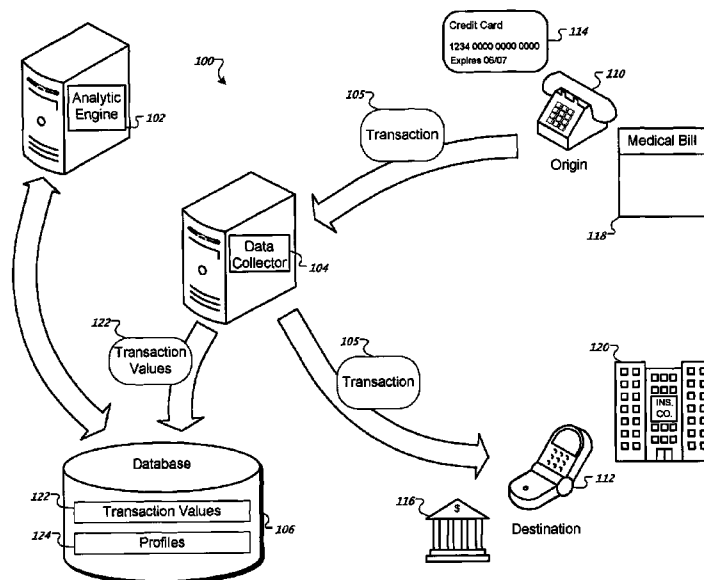 Credit Card
1234 0000 0000 0000
Expires 06/07
114
100
110
Analytic
Engine
102
105
Transaction
Medical Bill
Origin
118
Data
Collector
104
122
Transaction
Values
105
Transaction
120
INS.
CO.
Database
122
Transaction Values
124
Profiles
106
116
$
112
Destination